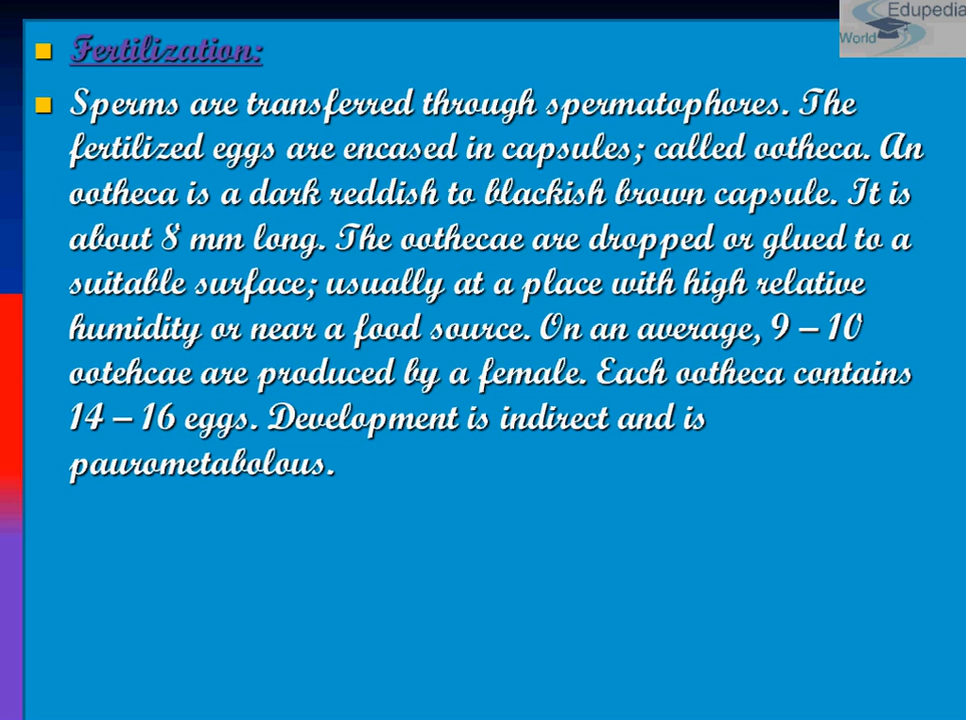 Edupedia
World
Fertilization:
Sperms are transferred through spermatophores. The
fertilized eggs are encased in capsules; called ootheca. An
ootheca is a dark reddish to blackish brown capsule. It is
about 8 mm long. The oothecae are dropped or glued to a
suitable surface; usually at a place with high relative
humidity or near a food source. On an average, 9 – 10
ootehcae are produced by a female. Each ootheca contains
14 – 16 eggs. Development is indirect and is
paurometabolous.